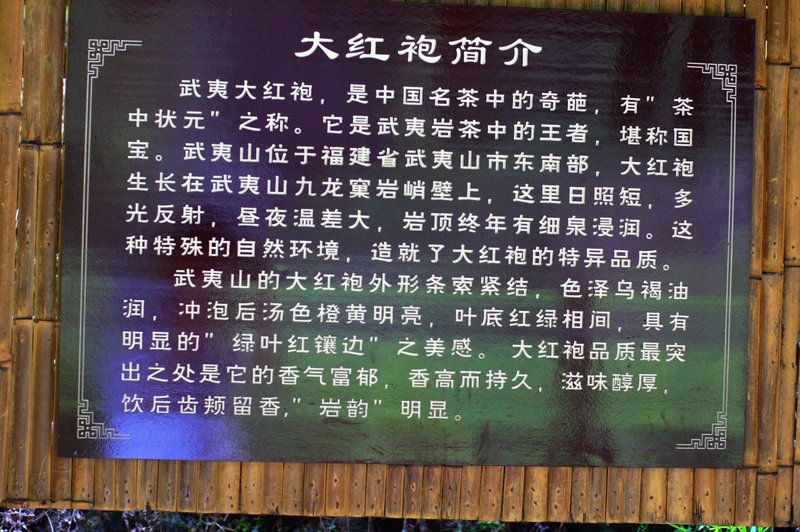 大红袍简介
武夷大红袍，是中国名茶中的奇葩，有"茶
中状元"之称。它是武夷岩茶中的王者，堪称国
宝。武夷山位于福建省武夷山市东南部，大红袍
生长在武夷山九龙窠岩峭壁上，这里日照短，多
光反射，昼夜温差大，岩顶终年有细泉浸润。这
种特殊的自然环境，造就了大红袍的特异品质。
武夷山的大红袍外形条索紧结，色泽乌褐油
润，冲泡后汤色橙黄明亮，叶底红绿相间，具有
明显的"绿叶红镶边"之美感。大红袍品质最突
出之处是它的香气富郁，香高而持久，滋味醇厚，
饮后齿颊留香，"岩韵"明显。